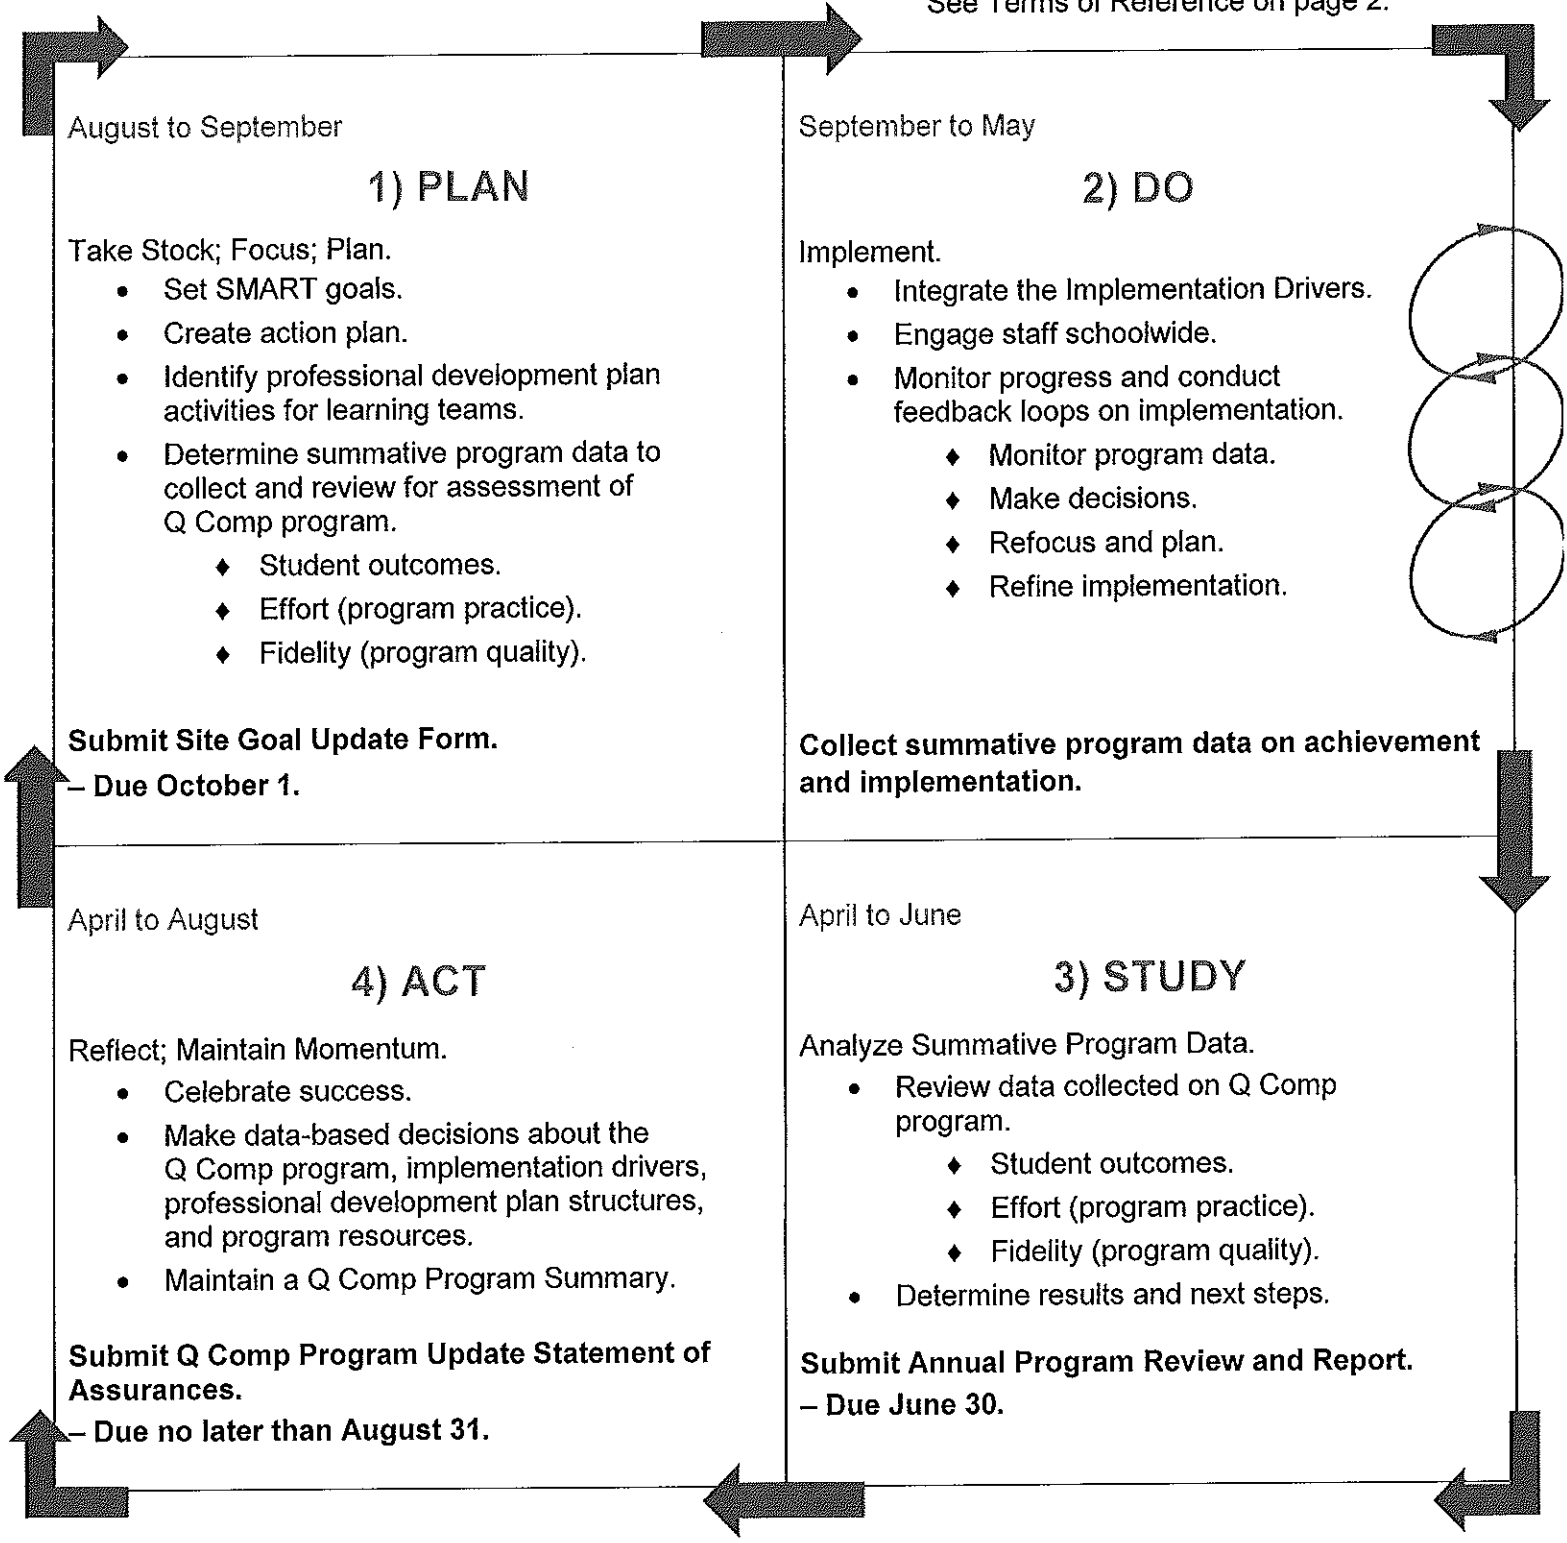 See Terms of Reference on page 2.
August to September
1) PLAN
Take Stock; Focus; Plan.
• Set SMART goals.
• Create action plan.
• Identify professional development plan
activities for learning teams.
• Determine summative program data to
collect and review for assessment of
Q Comp program.
♦ Student outcomes.
♦ Effort (program practice).
♦ Fidelity (program quality).
Submit Site Goal Update Form.
– Due October 1.
September to May
2) DO
Implement.
• Integrate the Implementation Drivers.
• Engage staff schoolwide.
• Monitor progress and conduct
feedback loops on implementation.
♦ Monitor program data.
♦ Make decisions.
♦ Refocus and plan.
♦ Refine implementation.
Collect summative program data on achievement
and implementation.
April to June
3) STUDY
Analyze Summative Program Data.
• Review data collected on Q Comp
program.
♦ Student outcomes.
♦ Effort (program practice).
♦ Fidelity (program quality).
• Determine results and next steps.
Submit Annual Program Review and Report.
– Due June 30.
April to August
4) ACT
Reflect; Maintain Momentum.
• Celebrate success.
• Make data-based decisions about the
Q Comp program, implementation drivers,
professional development plan structures,
and program resources.
• Maintain a Q Comp Program Summary.
Submit Q Comp Program Update Statement of
Assurances.
– Due no later than August 31.